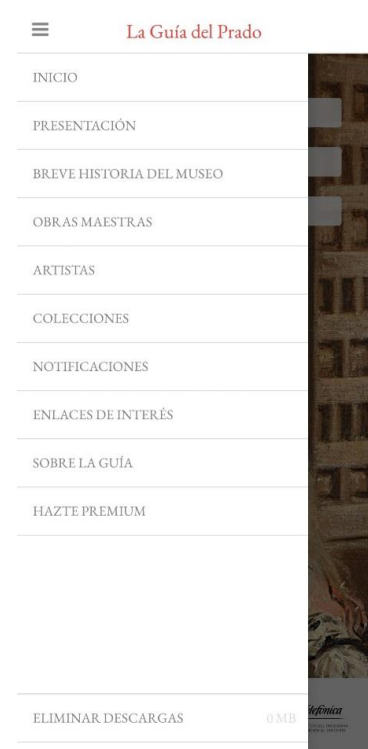 La Guía del Prado
INICIO
PRESENTACIÓN
BREVE HISTORIA DEL MUSEO
OBRAS MAESTRAS
ARTISTAS
COLECCIONES
NOTIFICACIONES
ENLACES DE INTERÉS
SOBRE LA GUÍA
HAZTE PREMIUM
ELIMINAR DESCARGAS 0 MB